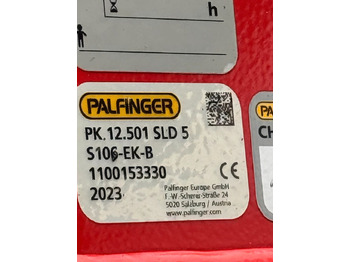 h
PALFINGER
PK.12.501 SLD 5
S106-EK-B
1100153330
2023
CE
Palfinger Europe GmbH
F.-W.-Scherer-Straße 24
5020 Salzburg / Austria
www.palfinger.com
CH